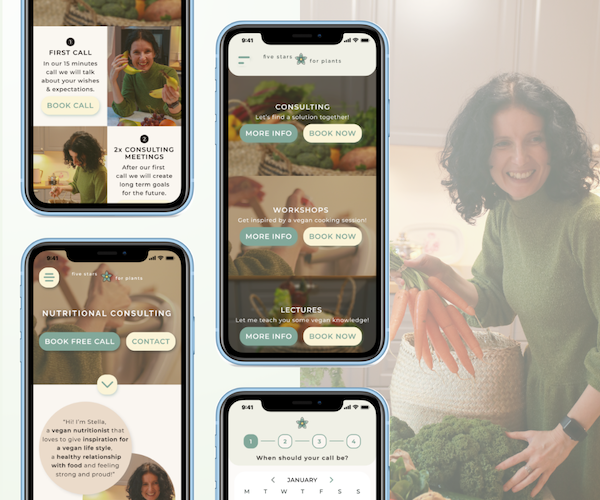 1
FIRST CALL
In our 15 minutes
call we will talk
about your wishes
& expectations.
BOOK CALL
2
2x CONSULTING
MEETINGS
After our first
call we will create
long term goals
for the future.
9:41
five stars
for plants
NUTRITIONAL CONSULTING
BOOK FREE CALL
CONTACT
"Hi! I'm Stella,
a vegan nutritionist that
loves to give inspiration for
a vegan life style,
a healthy relationship
with food and feeling
strong and proud!"
9:41
five stars
for plants
CONSULTING
Let's find a solution together!
MORE INFO
BOOK NOW
WORKSHOPS
Get inspired by a vegan cooking session!
MORE INFO
BOOK NOW
LECTURES
Let me teach you some vegan knowledge!
MORE INFO
BOOK NOW
9:41
1 2 3 4
When should your call be?
JANUARY
M T W T F S S